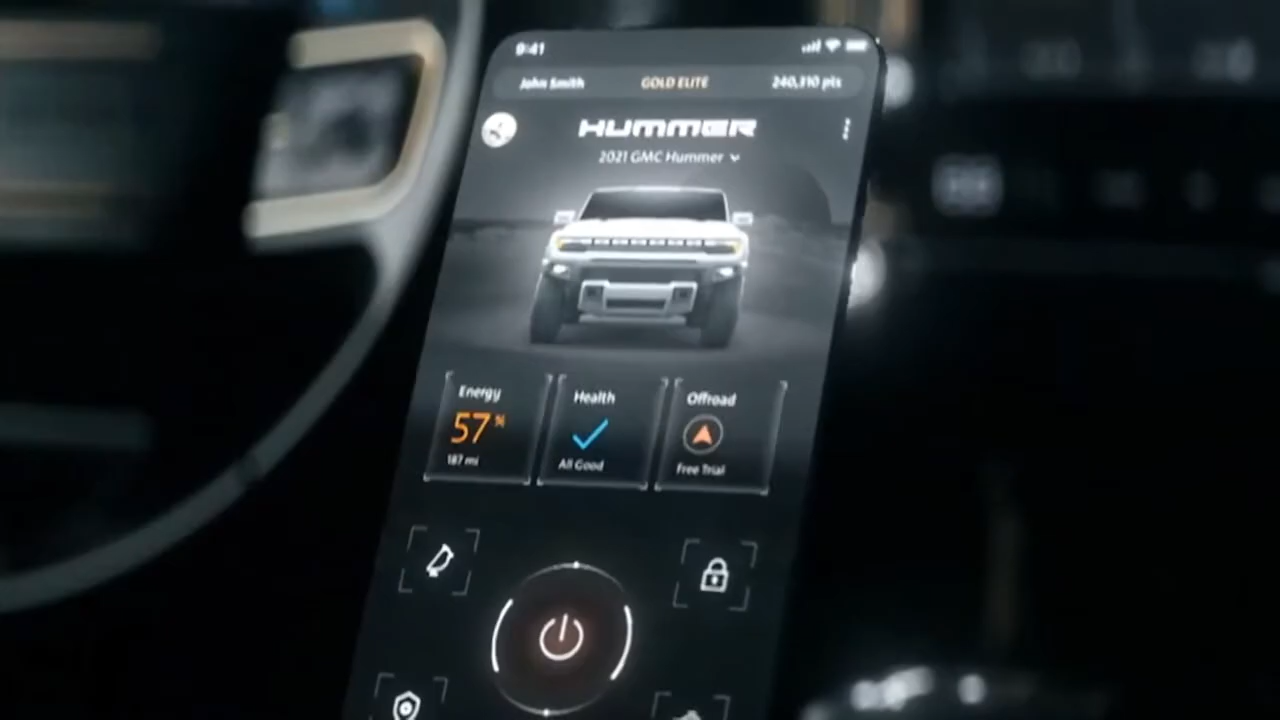 9:41
John Smith GOLD ELITE 240,310 pts
HUMMER
2021 GMC Hummer
Energy
57%
187 mi
Health
All Good
Offroad
Free Trial